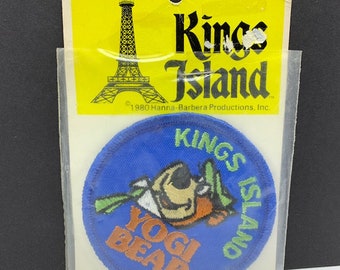 Kings
Island
©1980 Hanna-Barbera Productions, Inc.
KINGS ISLAND
YOGI
BEAR